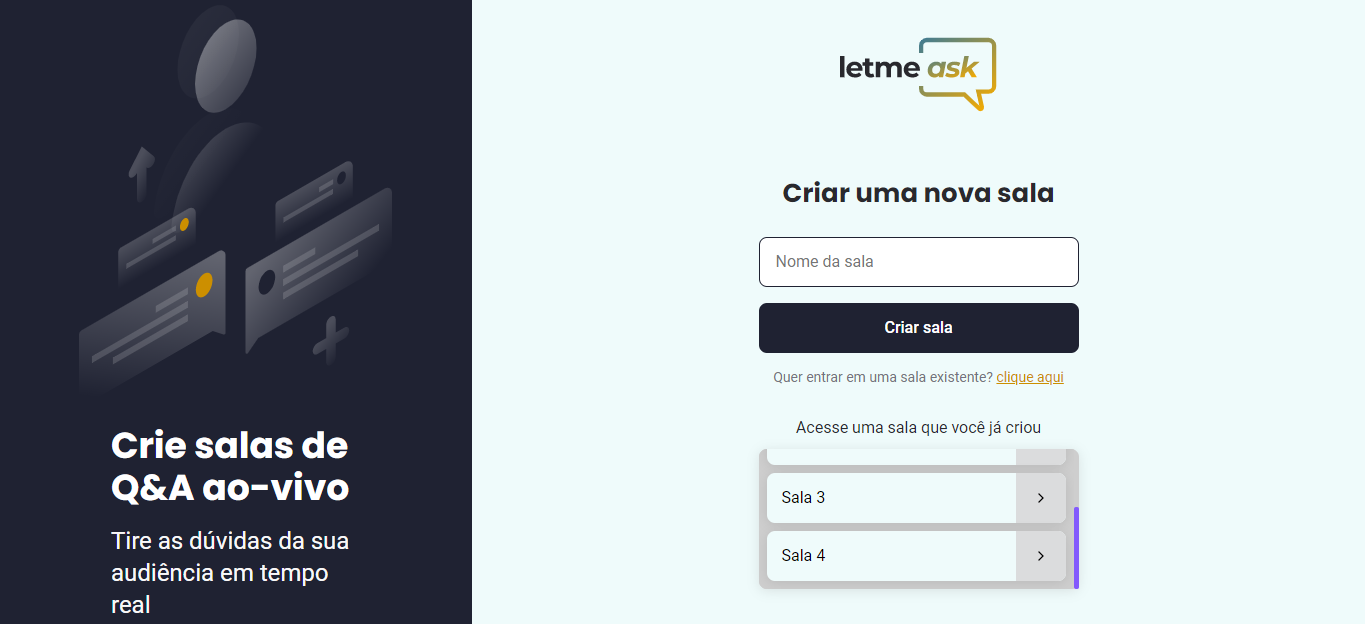 letme ask
Criar uma nova sala
Nome da sala
Criar sala
Quer entrar em uma sala existente? clique aqui
Acesse uma sala que você já criou
Sala 3
Sala 4
Crie salas de
Q&A ao-vivo
Tire as dúvidas da sua
audiência em tempo
real